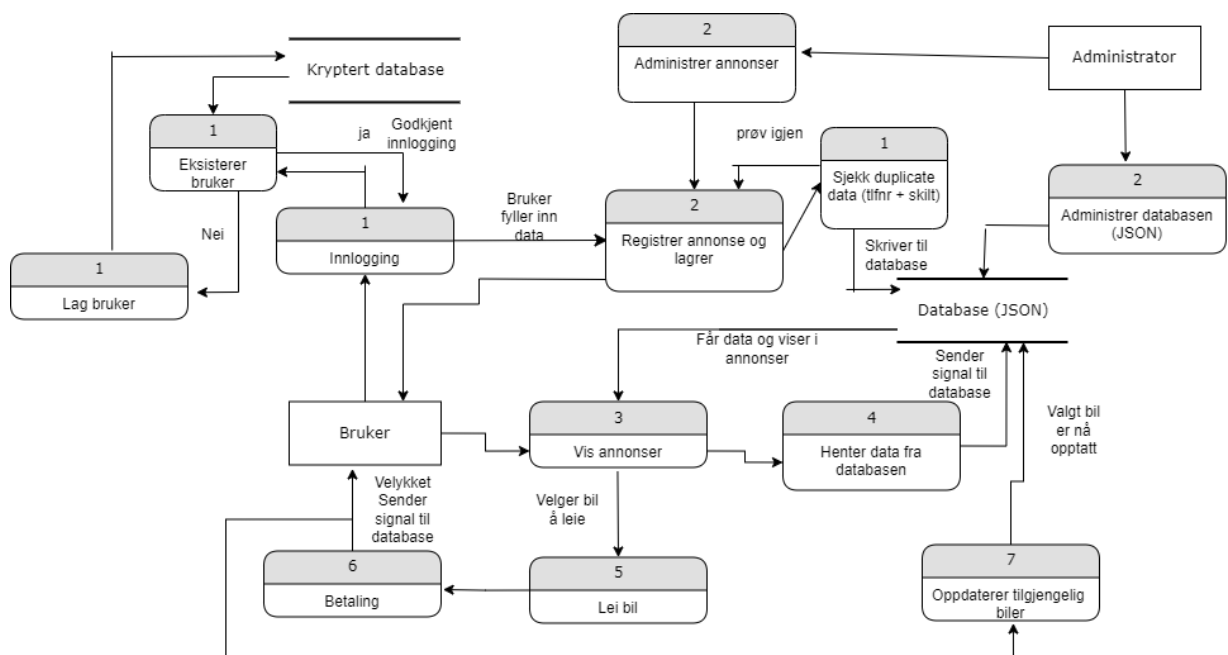 2
Administrer annonser
Administrator
Kryptert database
1
Eksisterer
bruker
ja
Godkjent
innlogging
prøv igjen
1
Sjekk duplicate
data (tlfnr + skilt)
2
Administrer databasen
(JSON)
Nei
1
Innlogging
Bruker
fyller inn
data
2
Registrer annonse og
lagrer
Skriver til
database
1
Lag bruker
Database (JSON)
Får data og viser i
annonser
Sender
signal til
database
Bruker
3
Vis annonser
4
Henter data fra
databasen
Valgt bil
er nå
opptatt
Velykket
Sender
signal til
database
Velger bil
å leie
6
Betaling
5
Lei bil
7
Oppdaterer tilgjengelig
biler